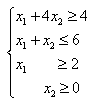 x₁ + 4x₂ ≥ 4
x₁ + x₂ ≤ 6
x₁ ≥ 2
x₂ ≥ 0